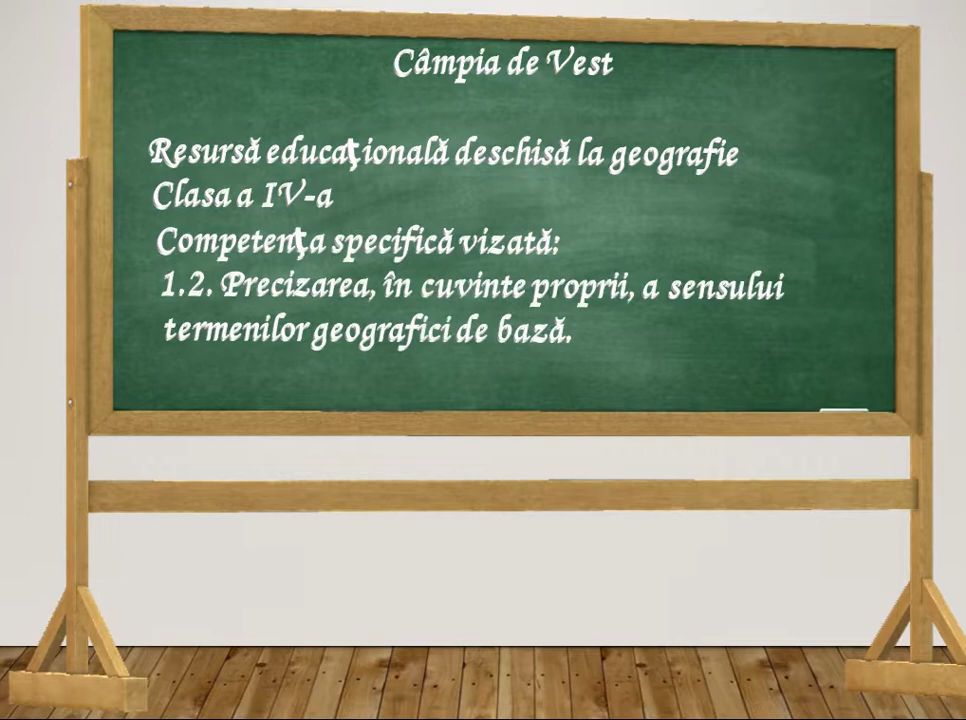 Câmpia de Vest
Resursă educaţională deschisă la geografie
Clasa a IV-a
Competenţa specifică vizată:
1.2. Precizarea, în cuvinte proprii, a sensului
termenilor geografici de bază.